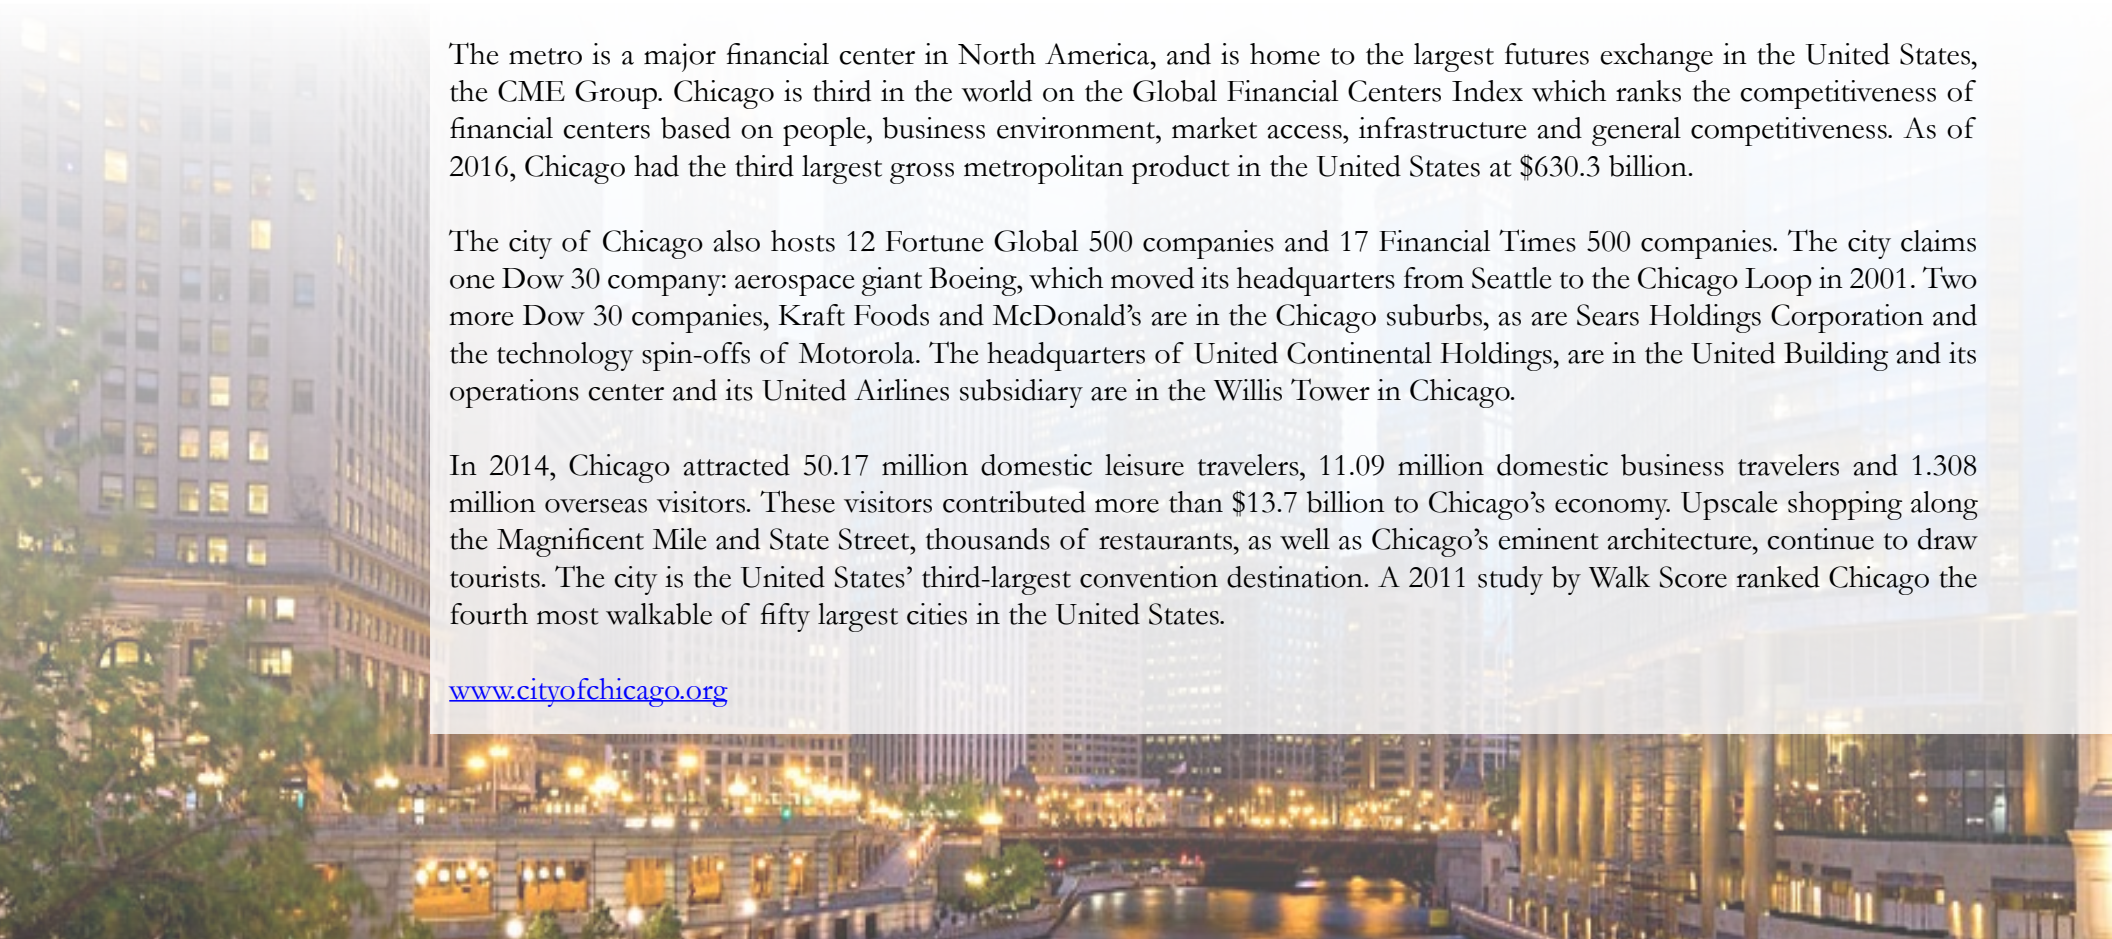 The metro is a major financial center in North America, and is home to the largest futures exchange in the United States,
the CME Group. Chicago is third in the world on the Global Financial Centers Index which ranks the competitiveness of
financial centers based on people, business environment, market access, infrastructure and general competitiveness. As of
2016, Chicago had the third largest gross metropolitan product in the United States at $630.3 billion.
The city of Chicago also hosts 12 Fortune Global 500 companies and 17 Financial Times 500 companies. The city claims
one Dow 30 company: aerospace giant Boeing, which moved its headquarters from Seattle to the Chicago Loop in 2001. Two
more Dow 30 companies, Kraft Foods and McDonald’s are in the Chicago suburbs, as are Sears Holdings Corporation and
the technology spin-offs of Motorola. The headquarters of United Continental Holdings, are in the United Building and its
operations center and its United Airlines subsidiary are in the Willis Tower in Chicago.
In 2014, Chicago attracted 50.17 million domestic leisure travelers, 11.09 million domestic business travelers and 1.308
million overseas visitors. These visitors contributed more than $13.7 billion to Chicago’s economy. Upscale shopping along
the Magnificent Mile and State Street, thousands of restaurants, as well as Chicago’s eminent architecture, continue to draw
tourists. The city is the United States’ third-largest convention destination. A 2011 study by Walk Score ranked Chicago the
fourth most walkable of fifty largest cities in the United States.
www.cityofchicago.org